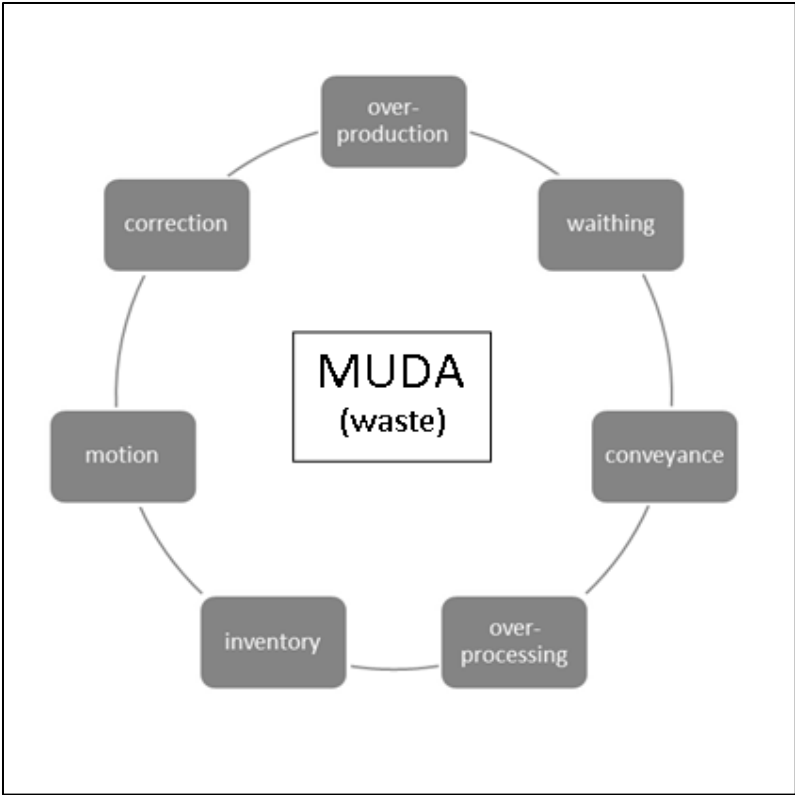 over-
production
waithing
conveyance
over-
processing
inventory
motion
correction
MUDA
(waste)